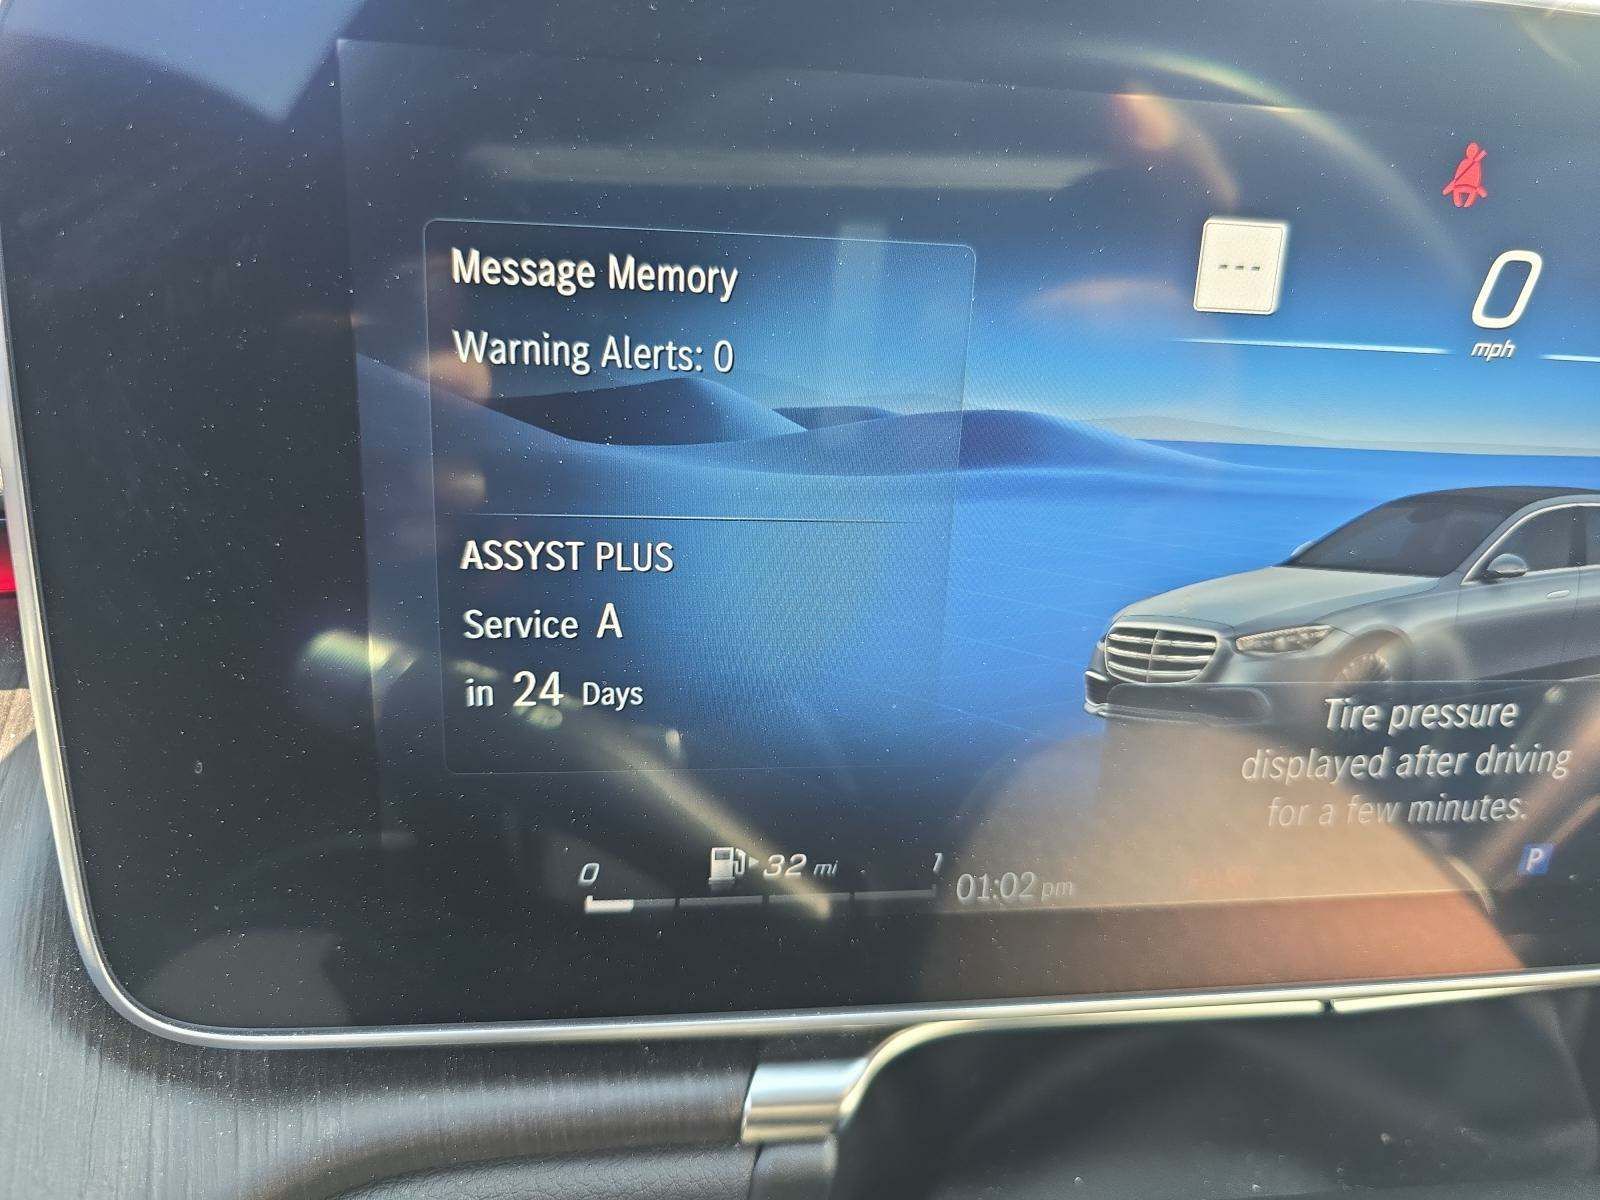 Message Memory
Warning Alerts: 0
---
0
mph
ASSYST PLUS
Service A
in 24 Days
Tire pressure
displayed after driving
for a few minutes.
0 32 mi 1
01:02 pm
P